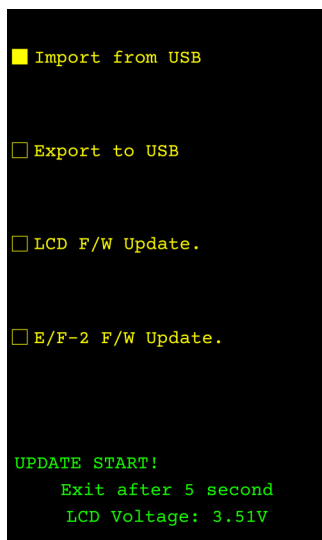 Import from USB
Export to USB
LCD F/W Update.
E/F-2 F/W Update.
UPDATE START!
Exit after 5 second
LCD Voltage: 3.51V